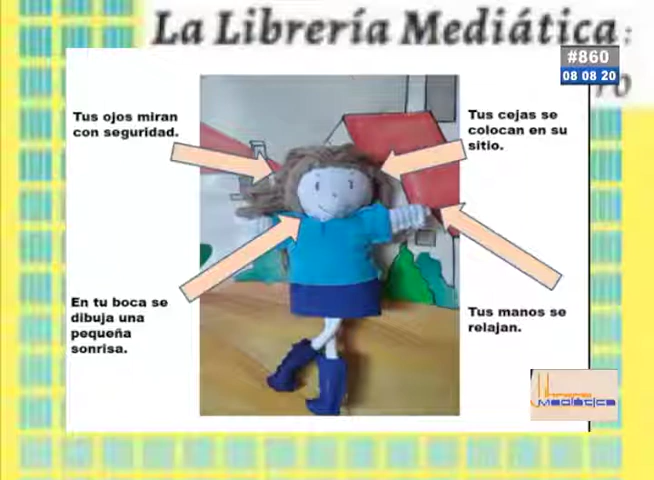 La Librería Mediática:
#860
08 08 20
Tus ojos miran
con seguridad.
Tus cejas se
colocan en su
sitio.
En tu boca se
dibuja una
pequeña
sonrisa.
Tus manos se
relajan.
Librería
Mediática